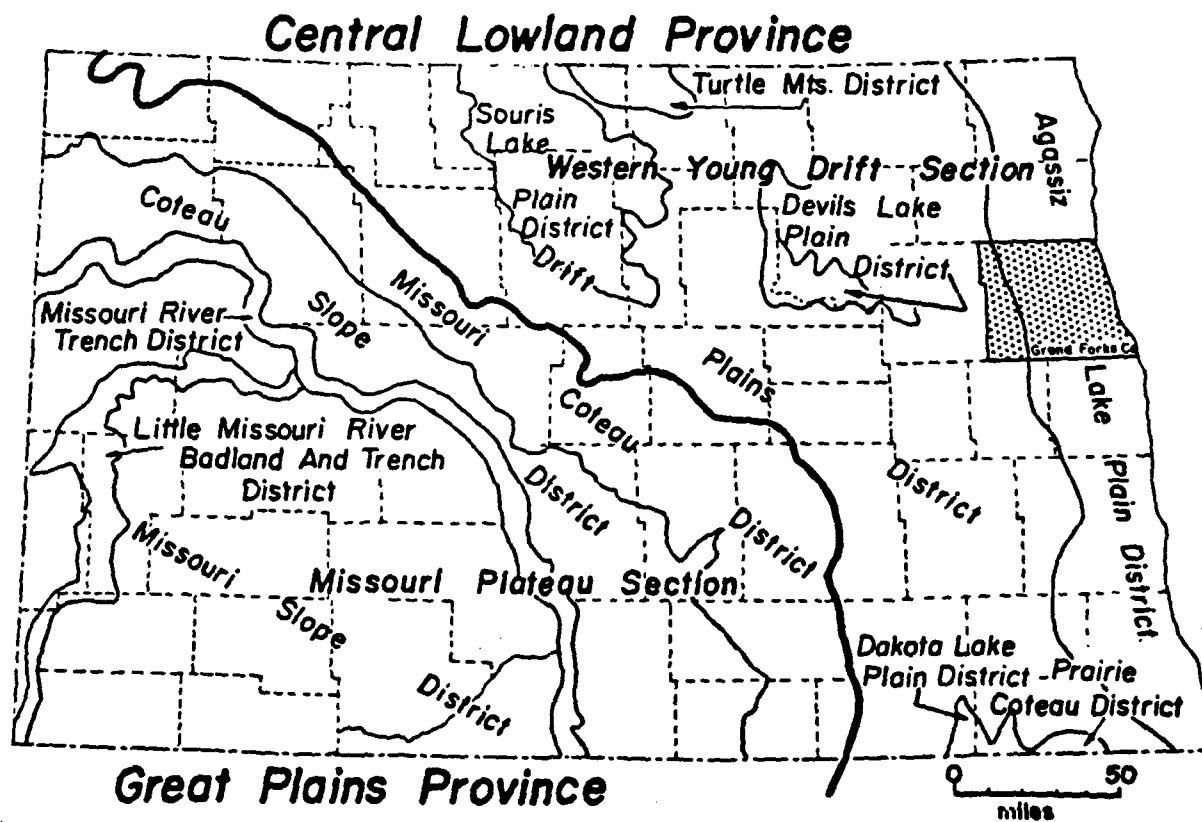 Central Lowland Province
Turtle Mts. District
Souris
Lake
Plain
District
Western Young Drift Section
Devils Lake
Plain
District
Agassiz
Lake
Plain
District
Coteau
Slope
District
Missouri
Coteau
District
Drift
Plains
District
Missouri River
Trench District
Grand Forks Co.
Little Missouri River
Badland And Trench
District
Missouri
Slope
District
Missouri Plateau Section
Dakota Lake
Plain District
Prairie
Coteau District
Great Plains Province
0 50
miles